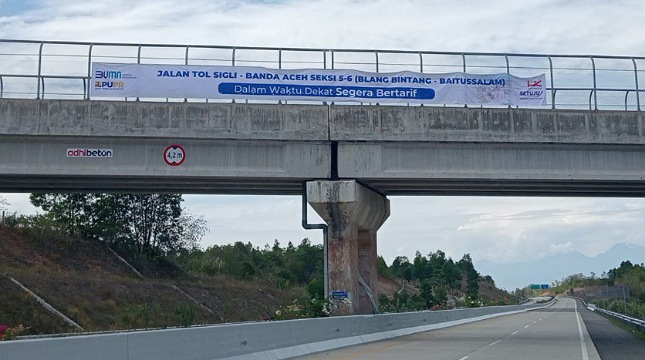 BUMN
PUPR
JALAN TOL SIGLI - BANDA ACEH SEKSI 5-6 (BLANG BINTANG - BAITUSSALAM)
Dalam Waktu Dekat Segera Bertarif
HK
SETUJU
adhibeton
4,2 m